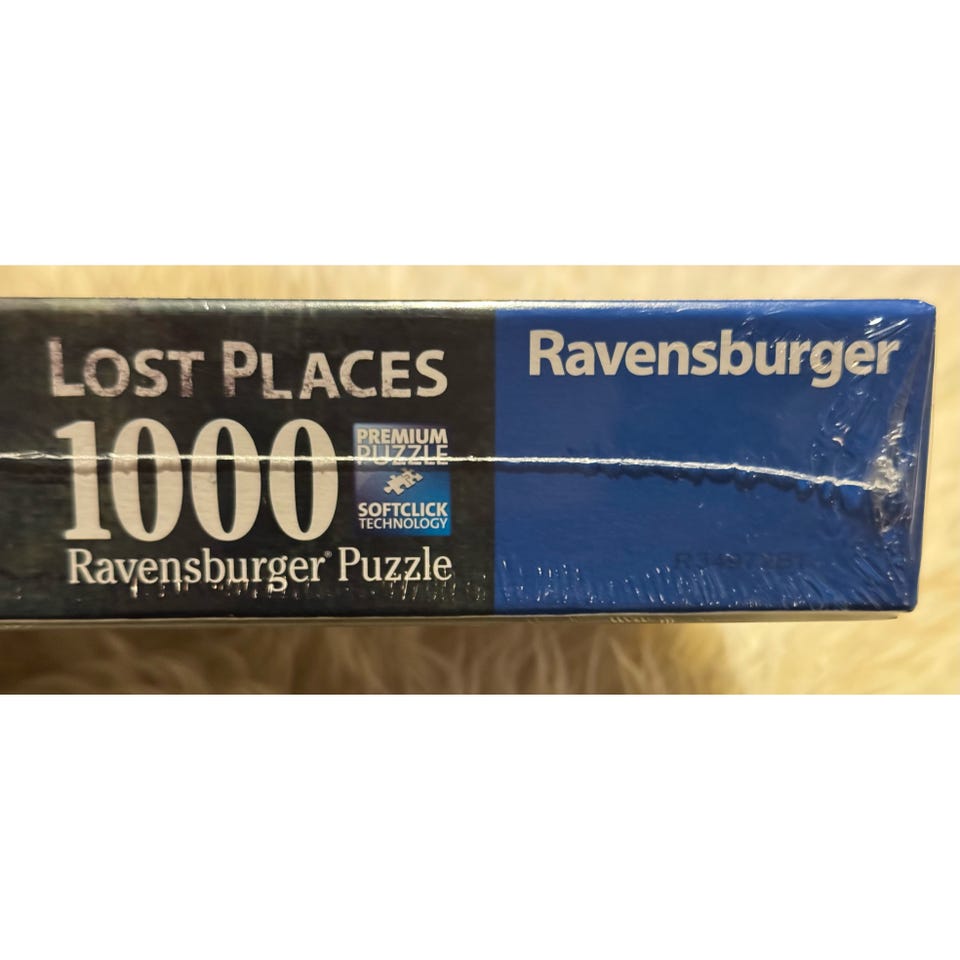 LOST PLACES
1000
PREMIUM
PUZZLE
SOFTCLICK
TECHNOLOGY
Ravensburger® Puzzle
Ravensburger